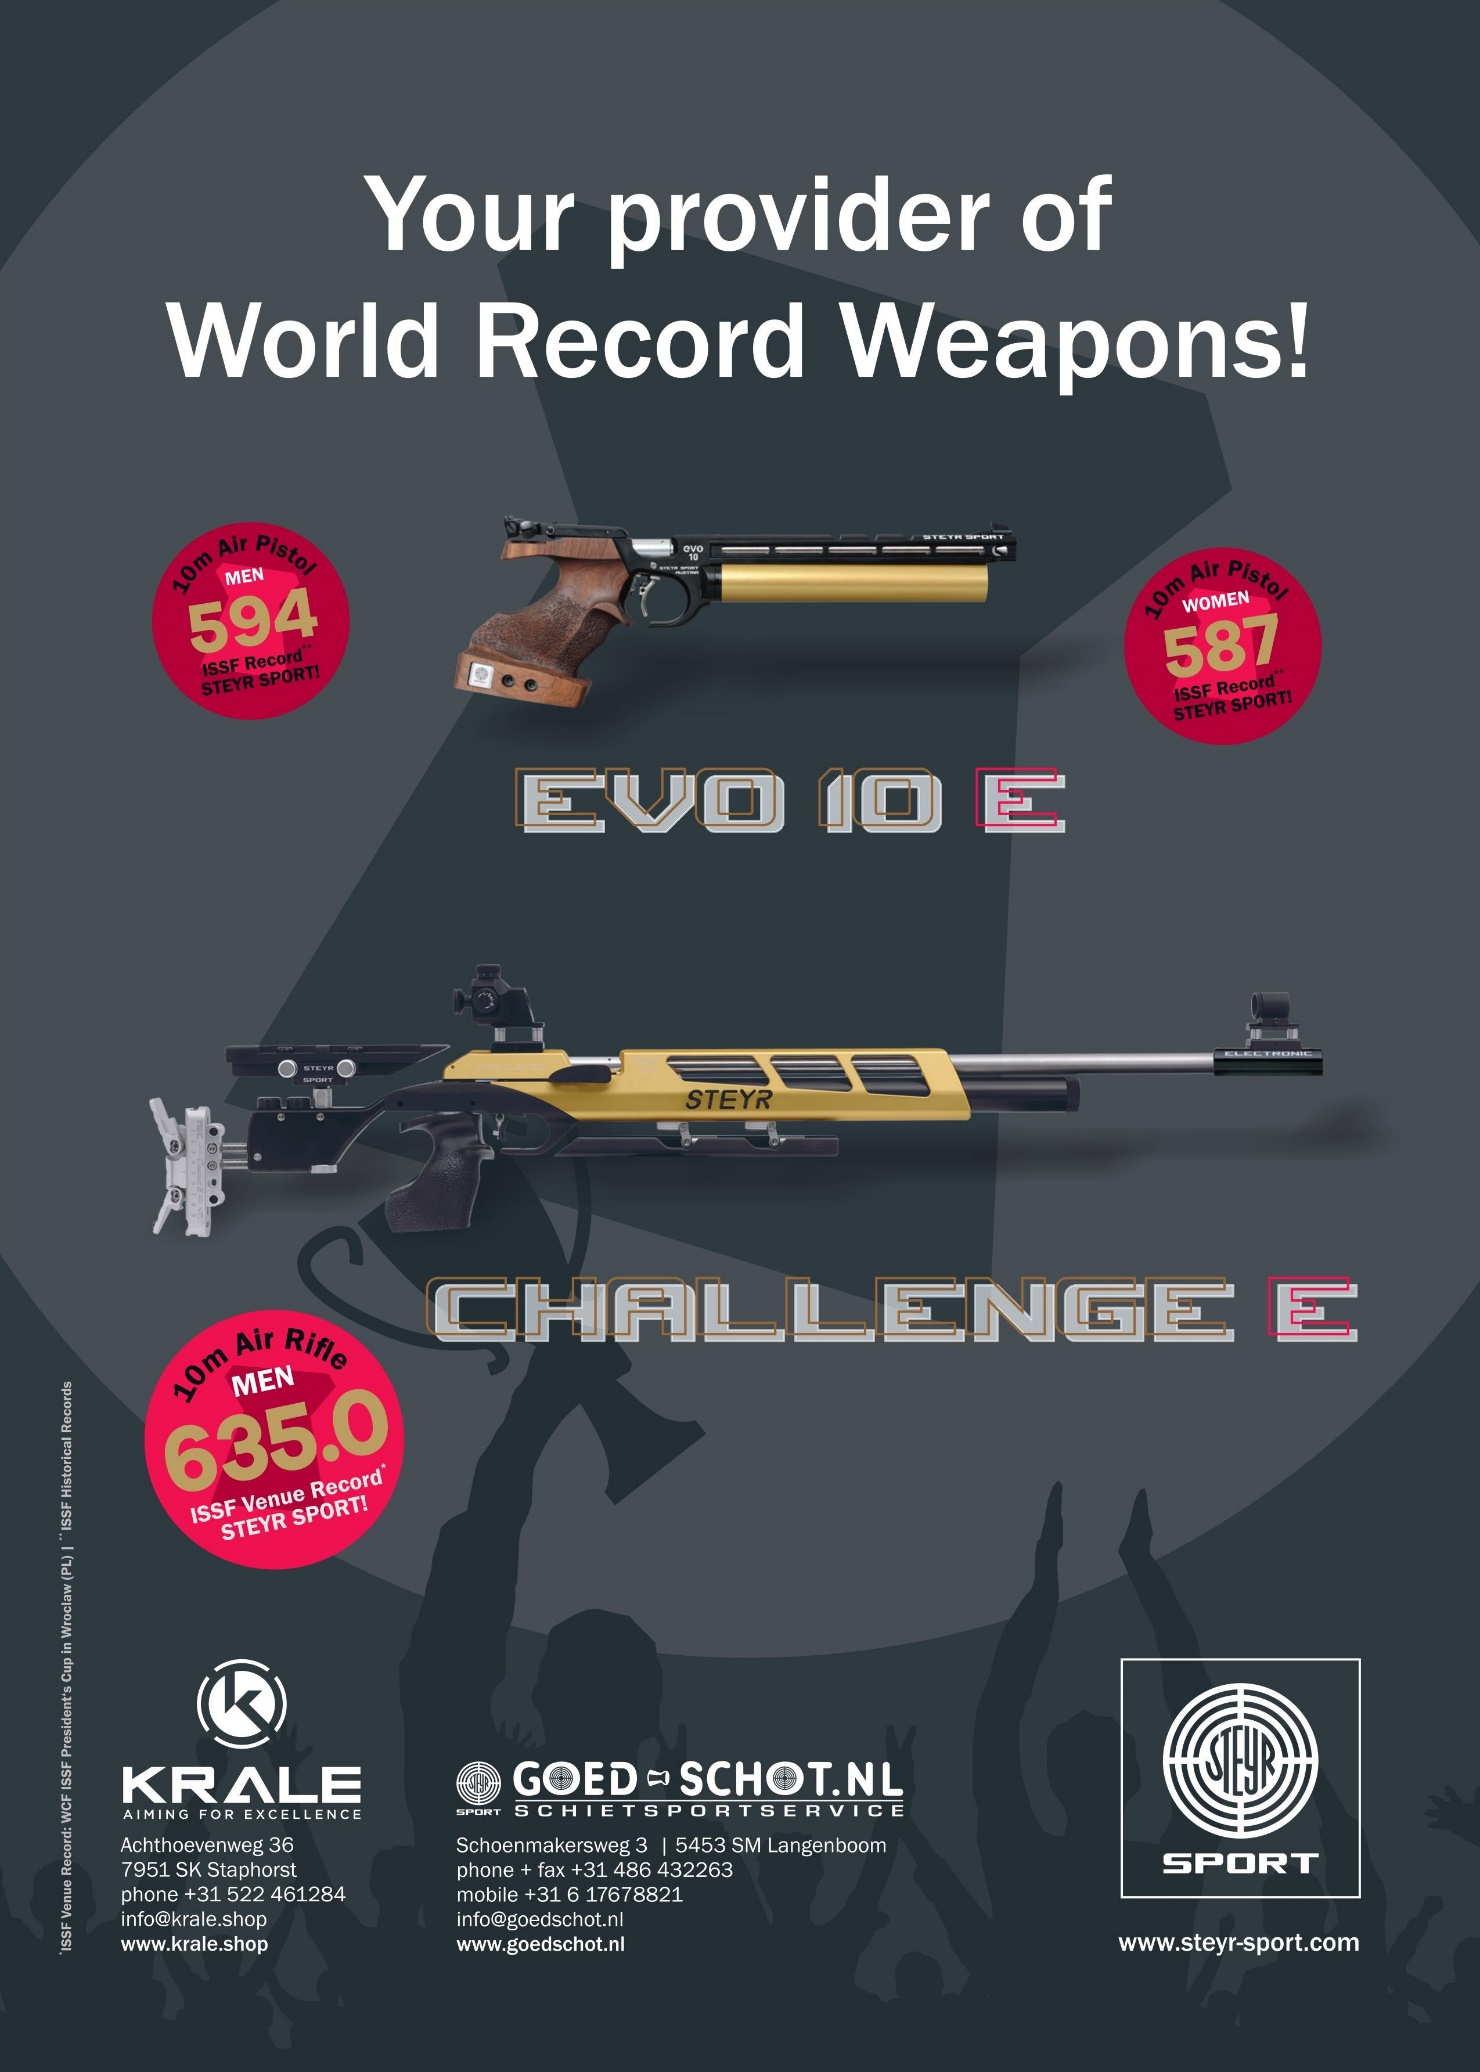 Your provider of
World Record Weapons!
10m Air Pistol
MEN
594
ISSF Record**
STEYR SPORT!
STEYR SPORT
evo
10
STEYR SPORT
AUSTRIA
10m Air Pistol
WOMEN
587
ISSF Record**
STEYR SPORT!
EVO 10 E
STEYR
SPORT
STEYR
ELECTRONIC
CHALLENGE E
10m Air Rifle
MEN
635.0
ISSF Venue Record*
STEYR SPORT!
*ISSF Venue Record: WCF ISSF President's Cup in Wroclaw (PL) | **ISSF Historical Records
KRALE
AIMING FOR EXCELLENCE
Achthoevenweg 36
7951 SK Staphorst
phone +31 522 461284
info@krale.shop
www.krale.shop
STEYR
SPORT
GOED SCHOT.NL
SCHIETSPORTSERVICE
Schoenmakersweg 3 | 5453 SM Langenboom
phone + fax +31 486 432263
mobile +31 6 17678821
info@goedschot.nl
www.goedschot.nl
STEYR
SPORT
www.steyr-sport.com